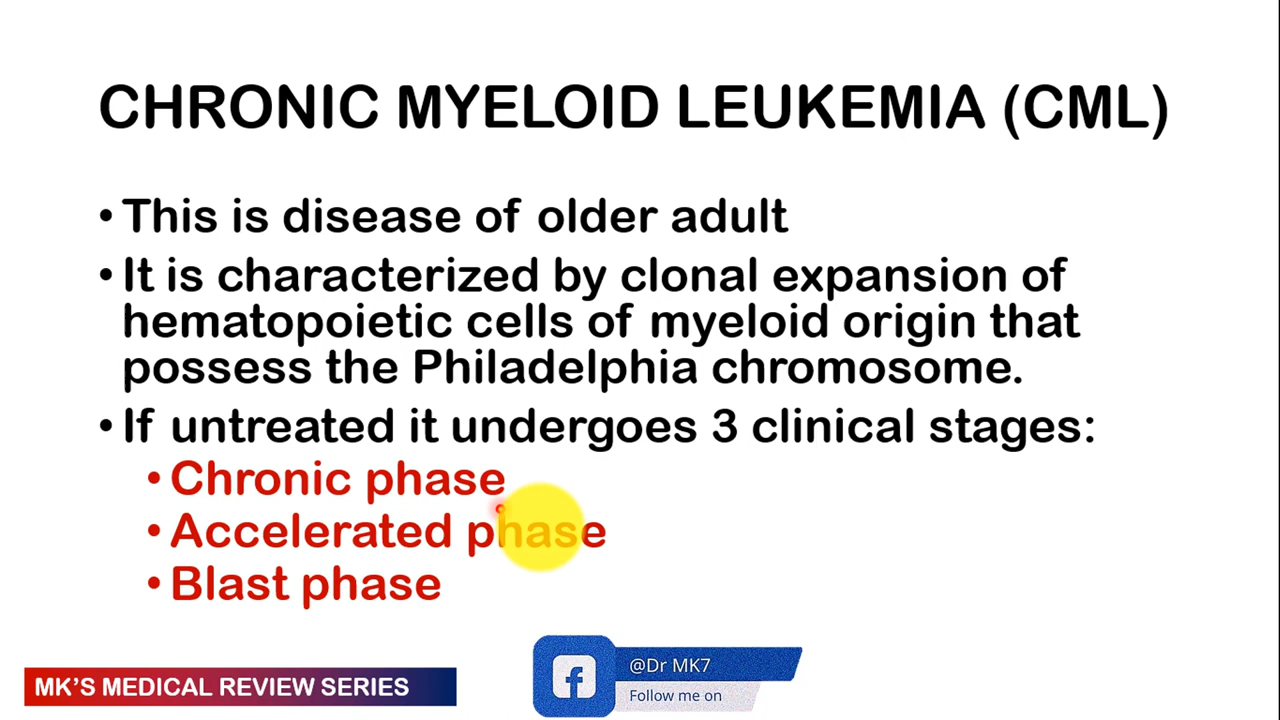 CHRONIC MYELOID LEUKEMIA (CML)
• This is disease of older adult
• It is characterized by clonal expansion of
hematopoietic cells of myeloid origin that
possess the Philadelphia chromosome.
• If untreated it undergoes 3 clinical stages:
• Chronic phase
• Accelerated phase
• Blast phase
MK'S MEDICAL REVIEW SERIES
@Dr MK7
Follow me on